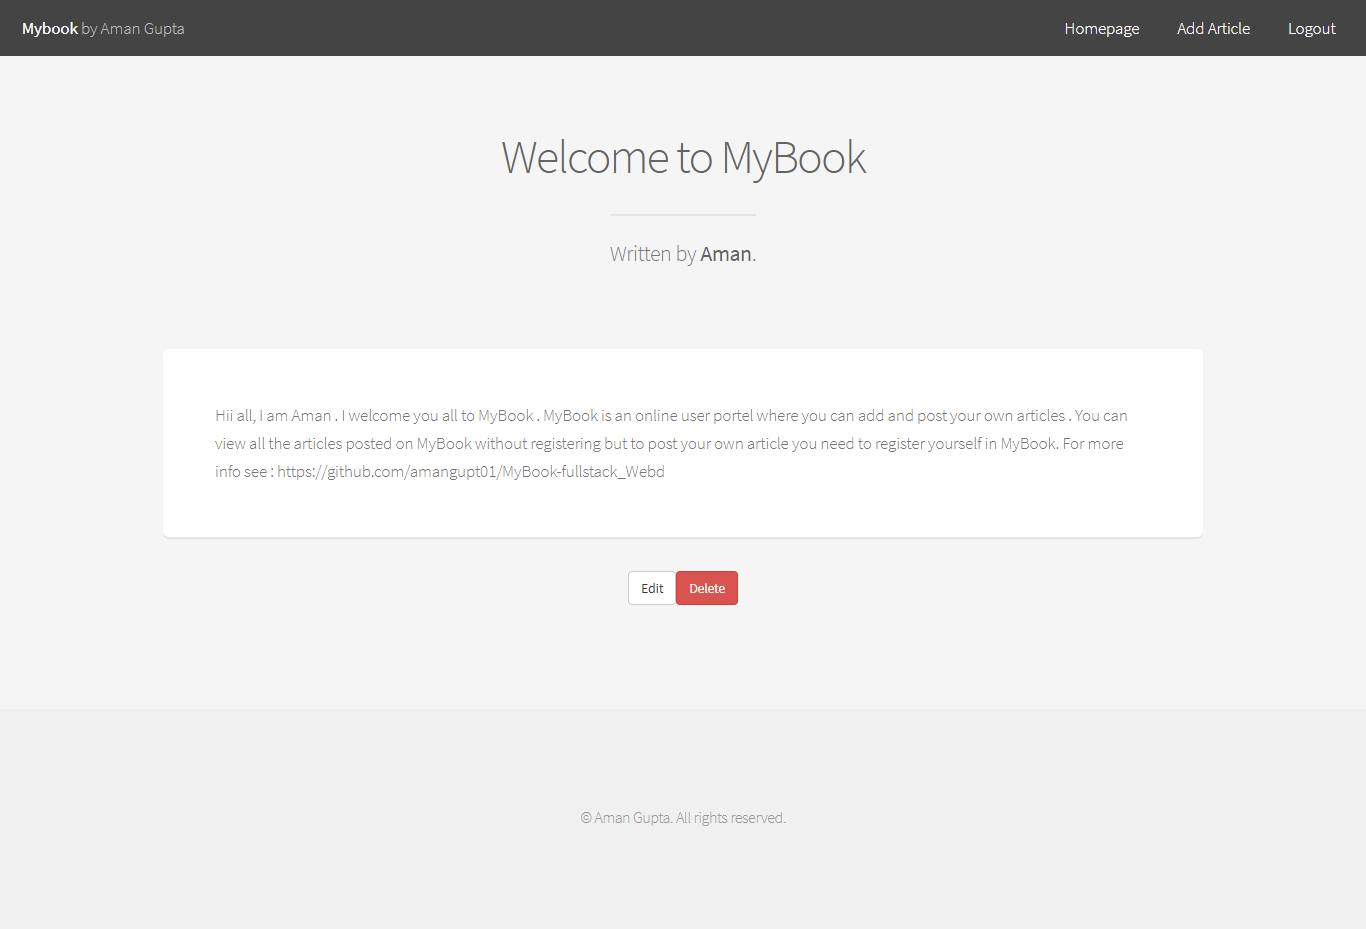 Mybook by Aman Gupta
Homepage
Add Article
Logout
Welcome to MyBook
Written by Aman.
Hii all, I am Aman . I welcome you all to MyBook . MyBook is an online user portel where you can add and post your own articles . You can
view all the articles posted on MyBook without registering but to post your own article you need to register yourself in MyBook. For more
info see : https://github.com/amangupt01/MyBook-fullstack_Webd
Edit
Delete
© Aman Gupta. All rights reserved.